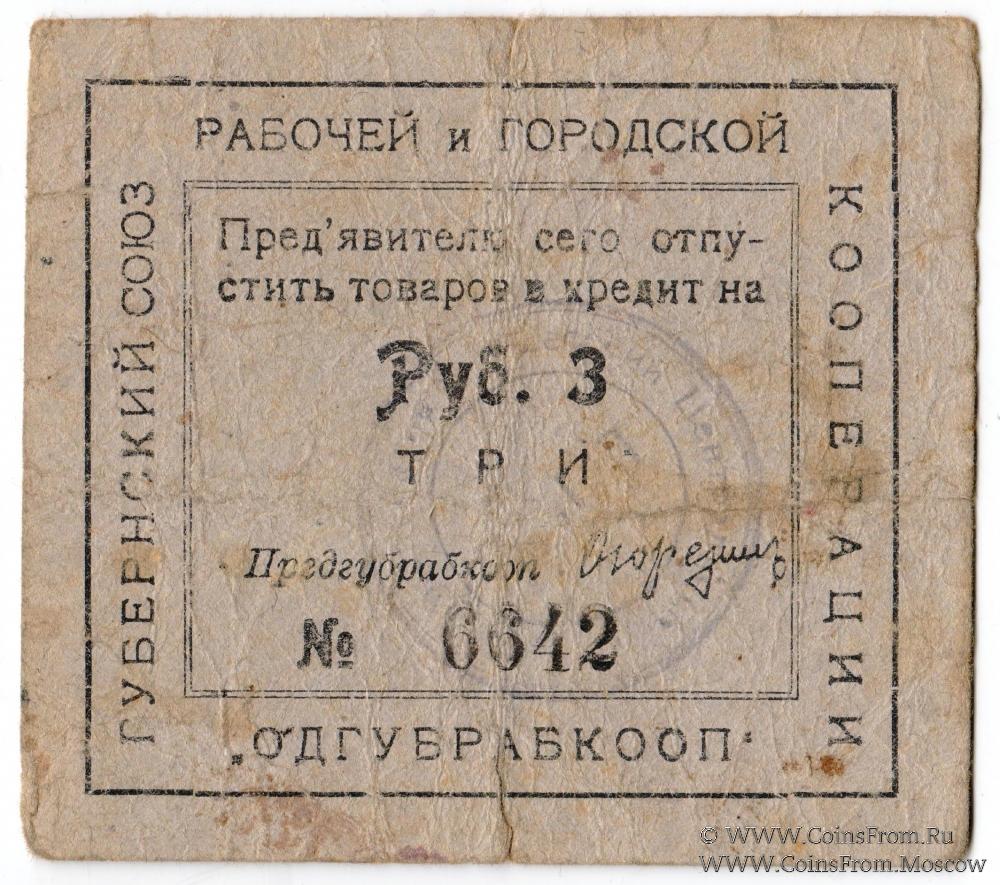 ГУБЕРНСКИЙ СОЮЗ
РАБОЧЕЙ и ГОРОДСКОЙ
КООПЕРАЦИИ
Пред'явителю сего отпу-
стить товаров в кредит на
Руб. 3
ТРИ
Предгубрабкооп
№ 6642
„ОДГУБРАБКООП"
© WWW.CoinsFrom.Ru
WWW.CoinsFrom.Moscow